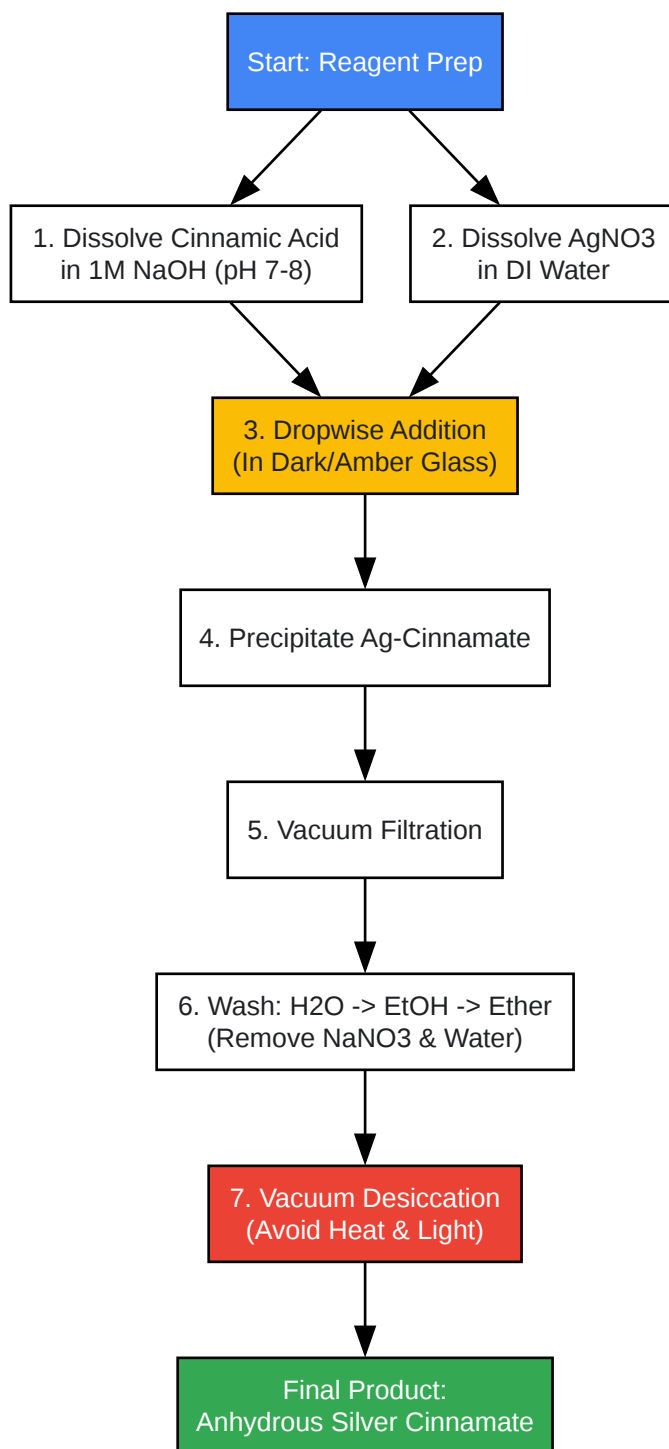 Start: Reagent Prep
1. Dissolve Cinnamic Acid
in 1M NaOH (pH 7-8)
2. Dissolve AgNO3
in DI Water
3. Dropwise Addition
(In Dark/Amber Glass)
4. Precipitate Ag-Cinnamate
5. Vacuum Filtration
6. Wash: H2O -> EtOH -> Ether
(Remove NaNO3 & Water)
7. Vacuum Desiccation
(Avoid Heat & Light)
Final Product:
Anhydrous Silver Cinnamate